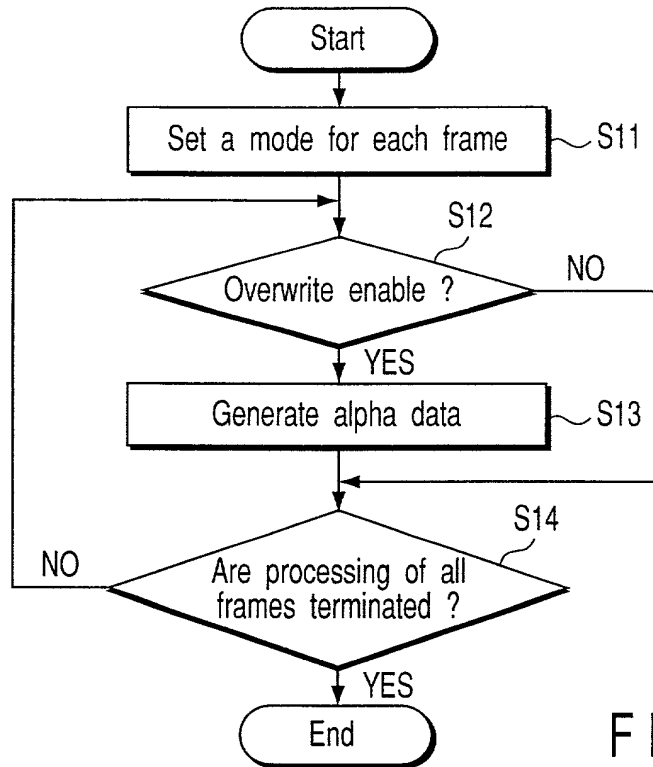 Start
Set a mode for each frame
S11
S12
Overwrite enable ?
NO
YES
Generate alpha data
S13
S14
NO
Are processing of all
frames terminated ?
YES
End